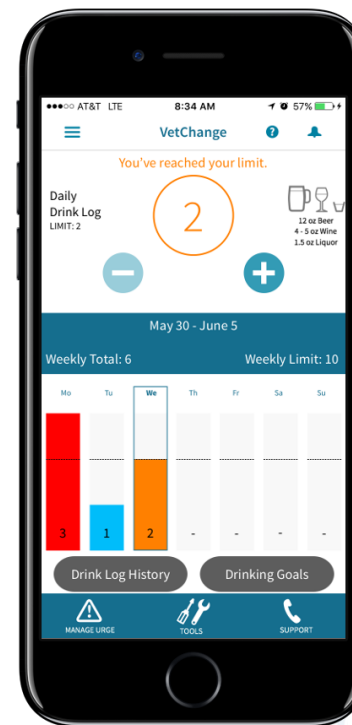 AT&T LTE 8:34 AM 57%
VetChange ?
You've reached your limit.
Daily
Drink Log
LIMIT: 2
2
12 oz Beer
4 - 5 oz Wine
1.5 oz Liquor
May 30 - June 5
Weekly Total: 6 Weekly Limit: 10
Mo Tu We Th Fr Sa Su
3 1 2 - - - -
Drink Log History Drinking Goals
MANAGE URGE TOOLS SUPPORT